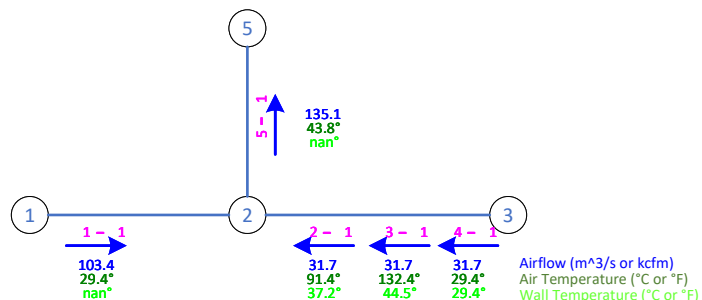 5
5 – 1
135.1
43.8°
nan°
1
2
3
1 – 1
2 – 1
3 – 1
4 – 1
103.4
29.4°
nan°
31.7
91.4°
37.2°
31.7
132.4°
44.5°
31.7
29.4°
29.4°
Airflow (m^3/s or kcfm)
Air Temperature (°C or °F)
Wall Temperature (°C or °F)